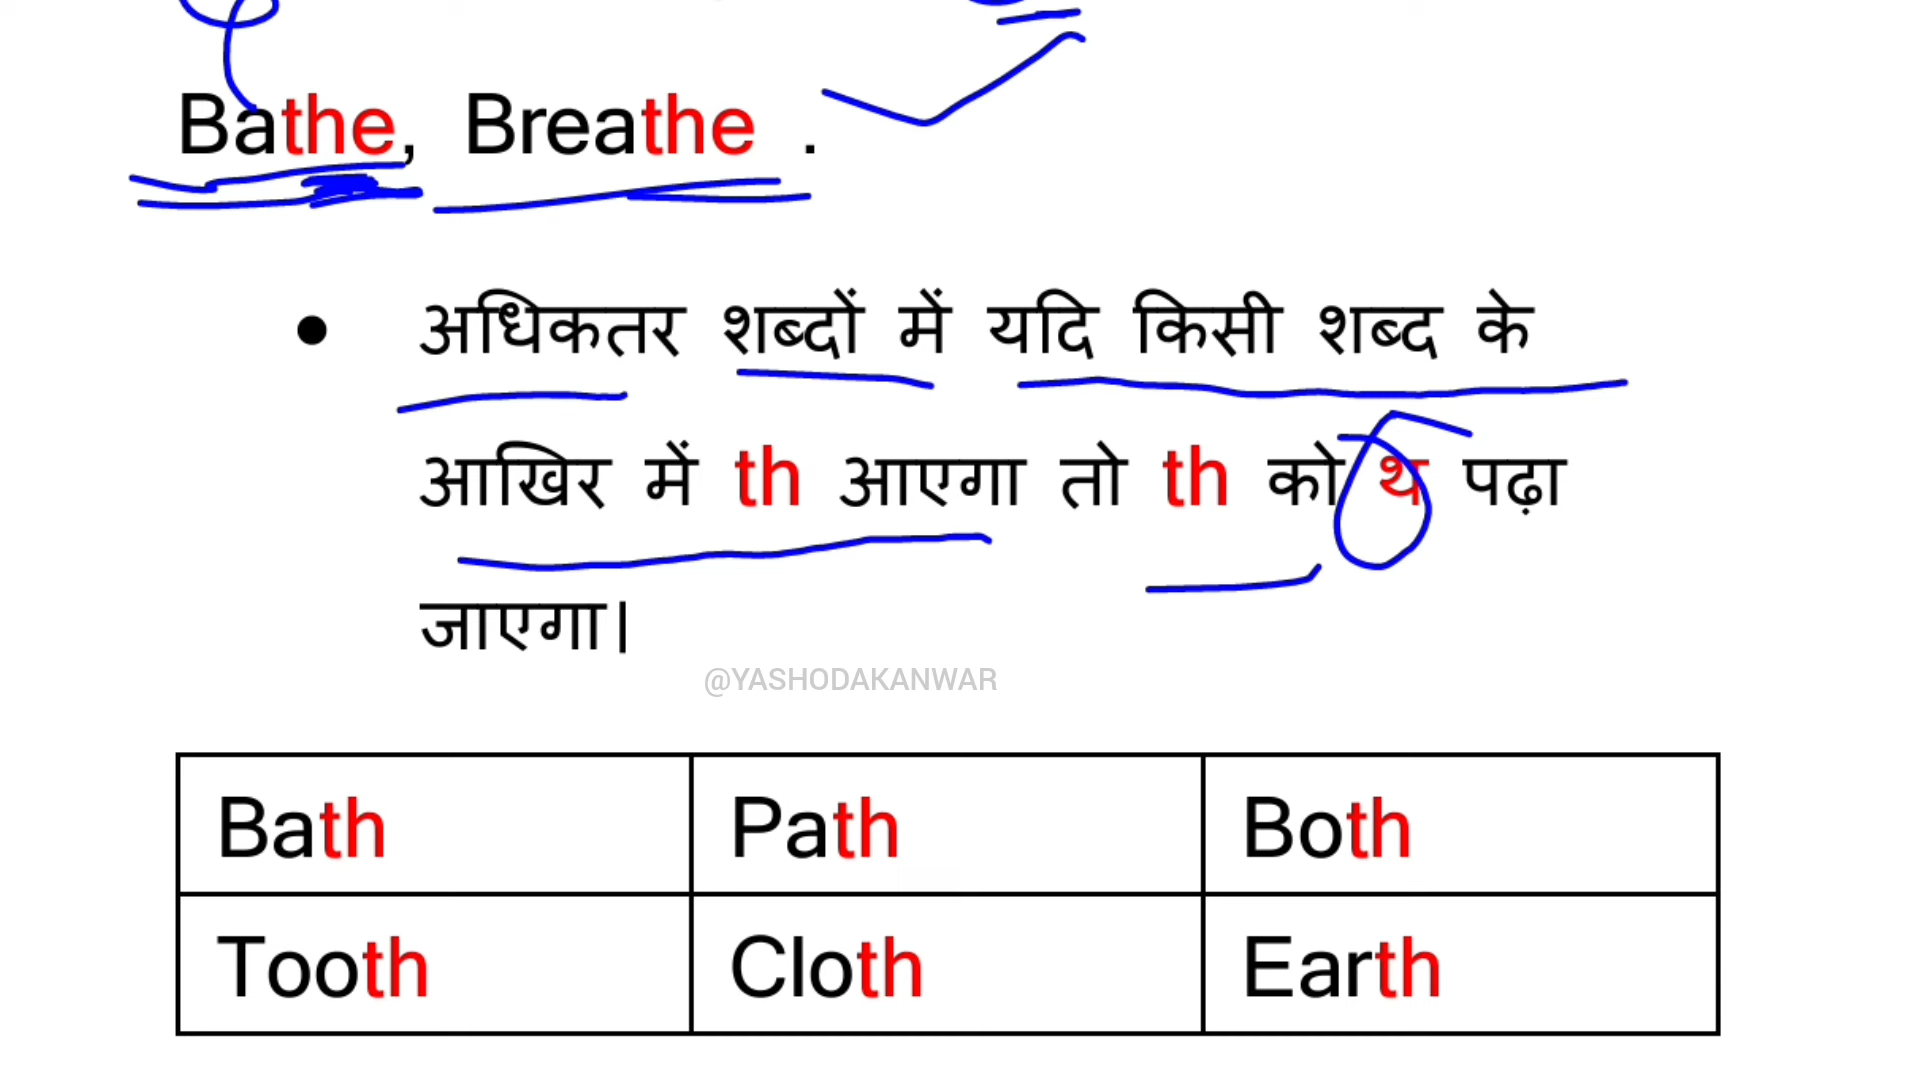 Bathe, Breathe .
• अधिकतर शब्दों में यदि किसी शब्द के
आखिर में th आएगा तो th को थ पढ़ा
जाएगा।
@YASHODAKANWAR
Bath Path Both
Tooth Cloth Earth